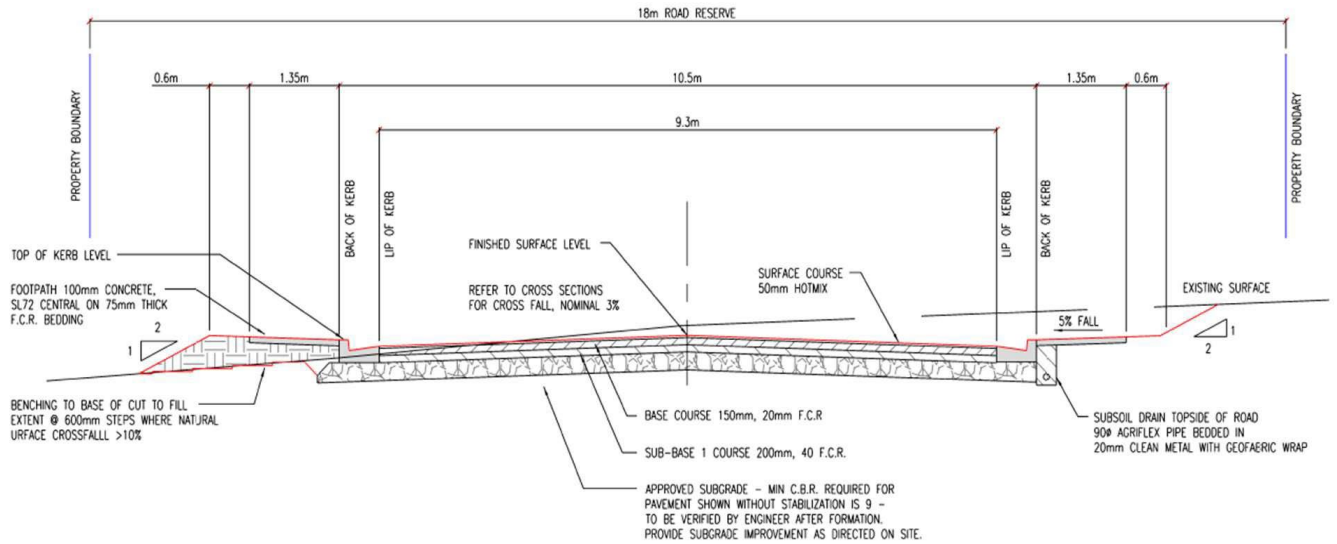 18m ROAD RESERVE
0.6m
1.35m
10.5m
1.35m
0.6m
9.3m
PROPERTY BOUNDARY
BACK OF KERB
LIP OF KERB
LIP OF KERB
BACK OF KERB
PROPERTY BOUNDARY
TOP OF KERB LEVEL
FOOTPATH 100mm CONCRETE,
SL72 CENTRAL ON 75mm THICK
F.C.R. BEDDING
2
1
BENCHING TO BASE OF CUT TO FILL
EXTENT @ 600mm STEPS WHERE NATURAL
URFACE CROSSFALLL >10%
FINISHED SURFACE LEVEL
REFER TO CROSS SECTIONS
FOR CROSS FALL, NOMINAL 3%
SURFACE COURSE
50mm HOTMIX
EXISTING SURFACE
5% FALL
1
2
BASE COURSE 150mm, 20mm F.C.R
SUB-BASE 1 COURSE 200mm, 40 F.C.R.
APPROVED SUBGRADE - MIN C.B.R. REQUIRED FOR
PAVEMENT SHOWN WITHOUT STABILIZATION IS 9 -
TO BE VERIFIED BY ENGINEER AFTER FORMATION.
PROVIDE SUBGRADE IMPROVEMENT AS DIRECTED ON SITE.
SUBSOIL DRAIN TOPSIDE OF ROAD
90ø AGRIFLEX PIPE BEDDED IN
20mm CLEAN METAL WITH GEOFAERIC WRAP